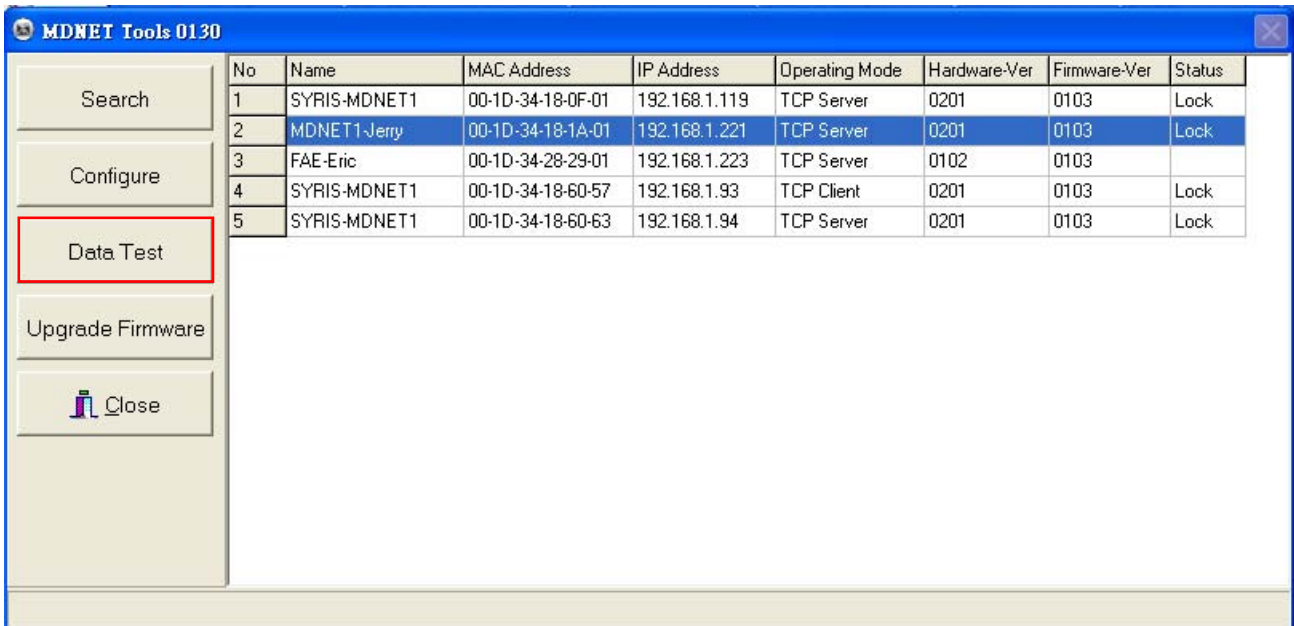 MDNET Tools 0130
Search
Configure
Data Test
Upgrade Firmware
Close
No Name MAC Address IP Address Operating Mode Hardware-Ver Firmware-Ver Status
1 SYRIS-MDNET1 00-1D-34-18-0F-01 192.168.1.119 TCP Server 0201 0103 Lock
2 MDNET1-Jerry 00-1D-34-18-1A-01 192.168.1.221 TCP Server 0201 0103 Lock
3 FAE-Eric 00-1D-34-28-29-01 192.168.1.223 TCP Server 0102 0103
4 SYRIS-MDNET1 00-1D-34-18-60-57 192.168.1.93 TCP Client 0201 0103 Lock
5 SYRIS-MDNET1 00-1D-34-18-60-63 192.168.1.94 TCP Server 0201 0103 Lock